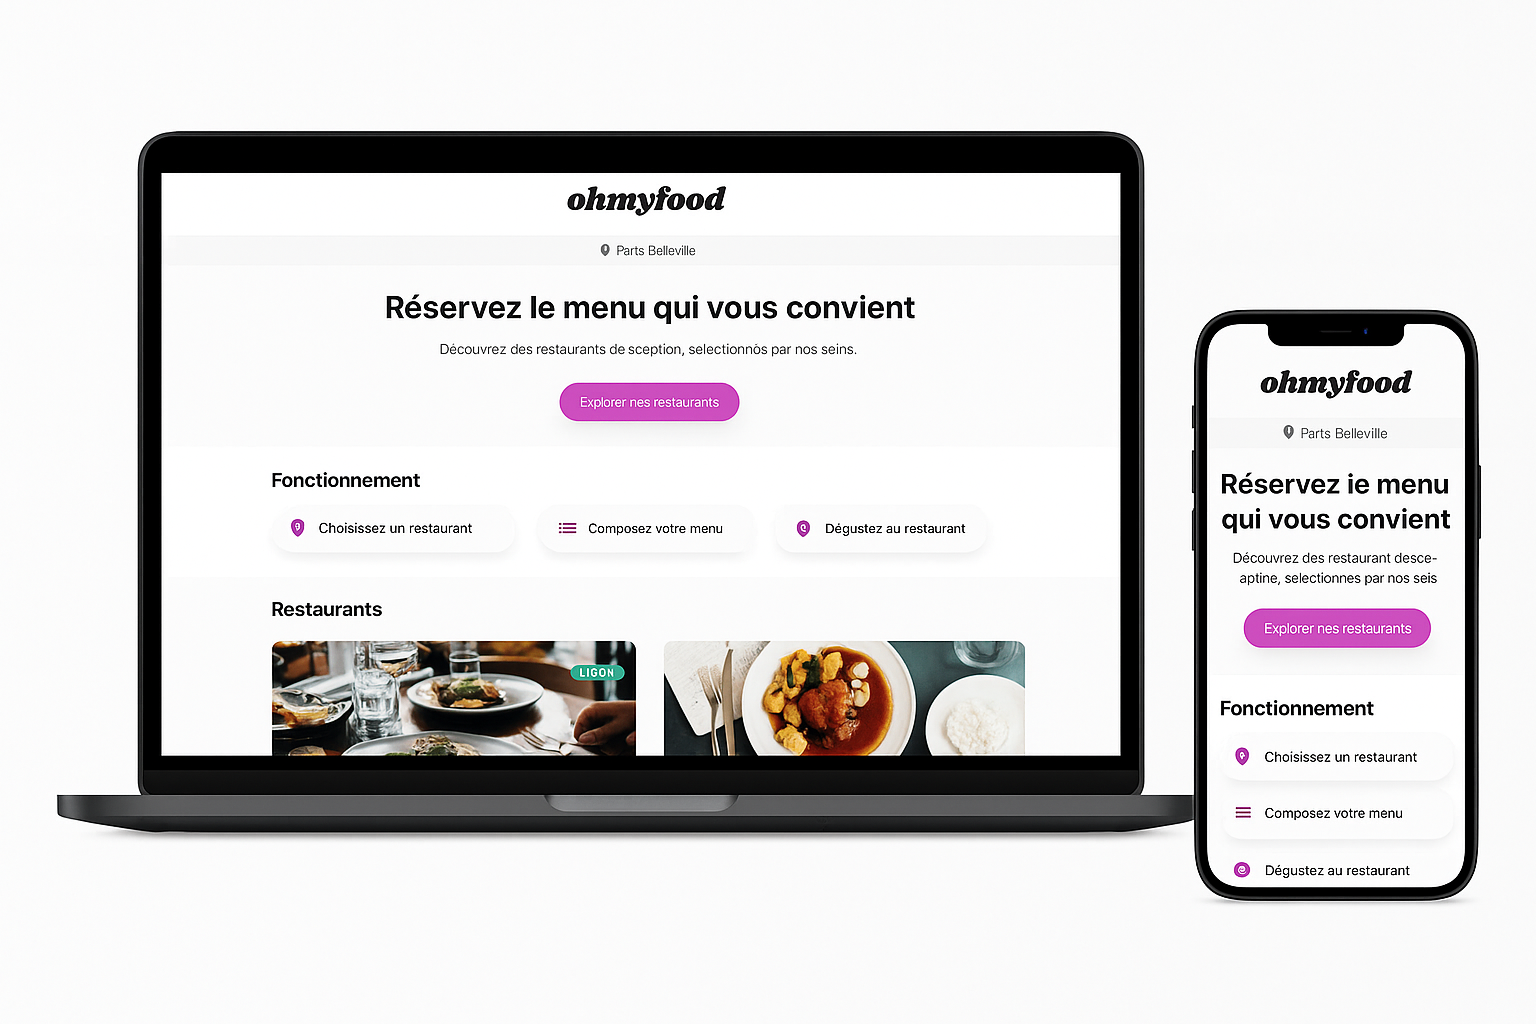 ohmyfood
Parts Belleville
Réservez le menu qui vous convient
Découvrez des restaurants de sception, selectionnòs par nos seins.
Explorer nes restaurants
Fonctionnement
Choisissez un restaurant
Composez votre menu
Dégustez au restaurant
Restaurants
LIGON
ohmyfood
Parts Belleville
Réservez ie menu
qui vous convient
Découvrez des restaurant desce-
aptine, selectionnes par nos seis
Explorer nes restaurants
Fonctionnement
Choisissez un restaurant
Composez votre menu
Dégustez au restaurant